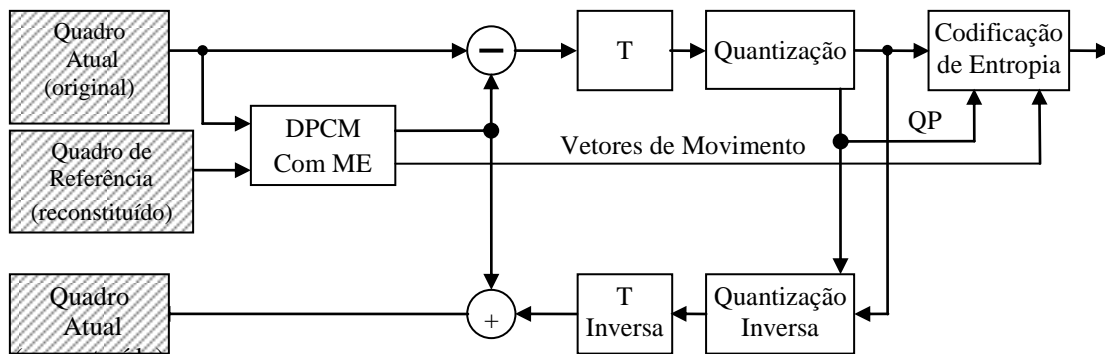 Quadro
Atual
(original)
T
Quantização
Codificação
de Entropia
DPCM
Com ME
QP
Vetores de Movimento
Quadro de
Referência
(reconstituído)
Quadro
Atual
+
T
Inversa
Quantização
Inversa